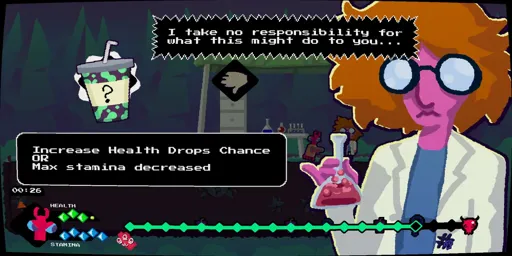 I take no responsibility for
what this might do to you...
?
Increase Health Drops Chance
OR
Max stamina decreased
00:26
HEALTH
STAMINA